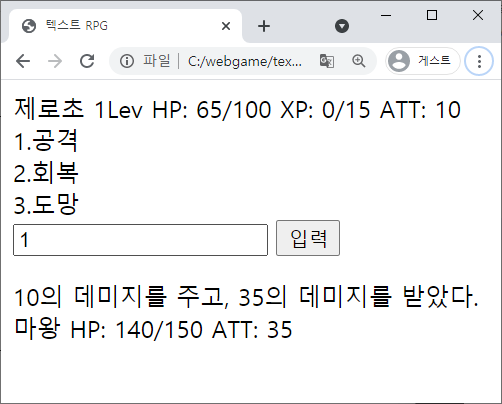 텍스트 RPG
파일 C:/webgame/tex... 게스트
제로초 1Lev HP: 65/100 XP: 0/15 ATT: 10
1.공격
2.회복
3.도망
1 입력
10의 데미지를 주고, 35의 데미지를 받았다.
마왕 HP: 140/150 ATT: 35